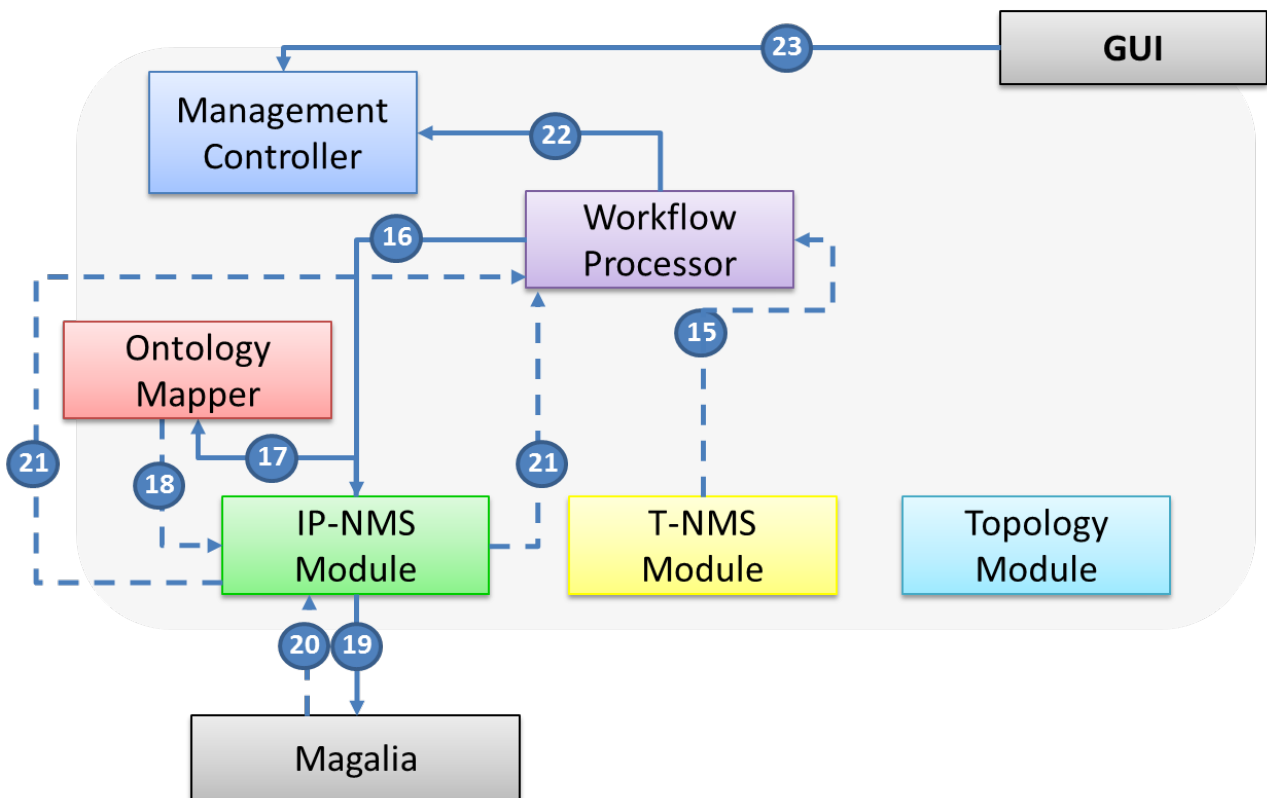 23
GUI
Management
Controller
22
Workflow
Processor
16
15
Ontology
Mapper
21
17
21
18
IP-NMS
Module
T-NMS
Module
Topology
Module
20
19
Magalia